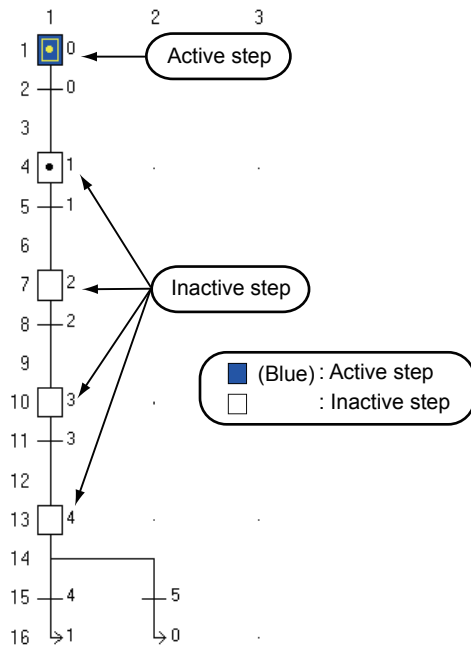 1 2 3
1 0 Active step
2 0
3
4 1
5 1
6
7 2 Inactive step
8 2
9
(Blue) : Active step
10 3 : Inactive step
11 3
12
13 4
14
15 4 5
16 1 0